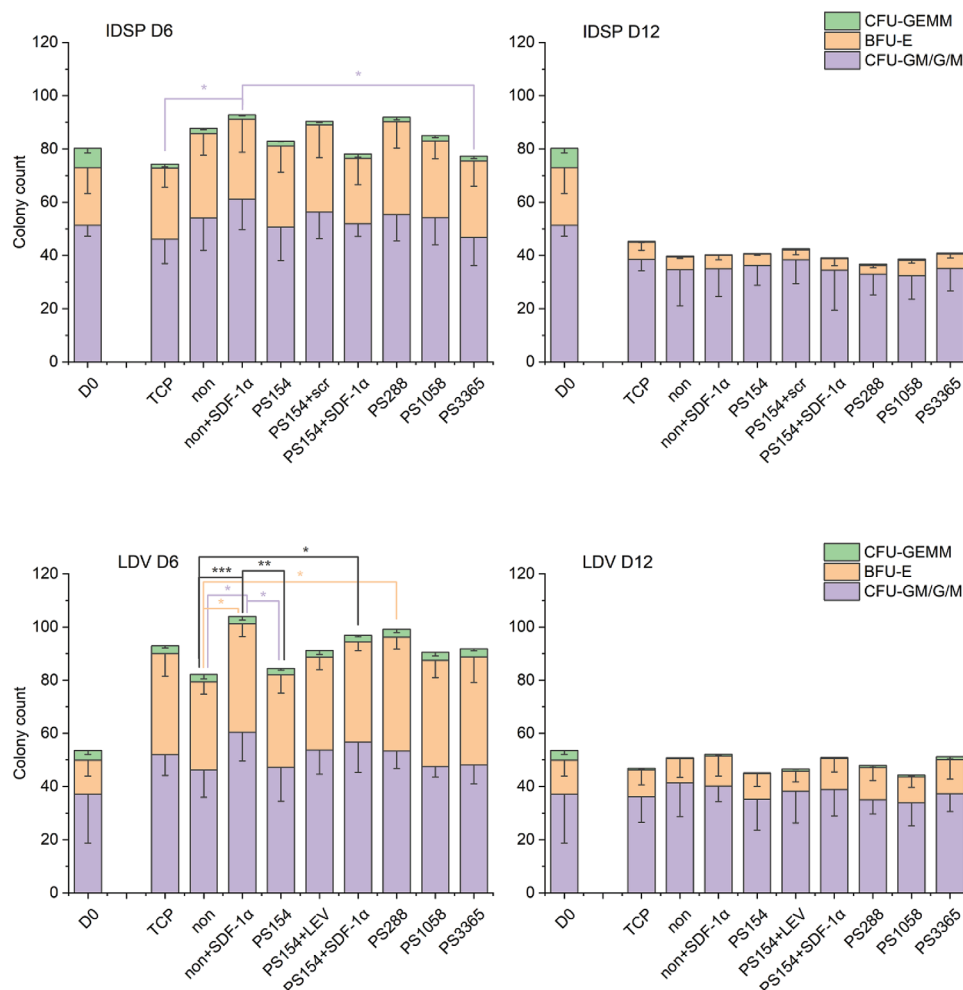 IDSP D6
CFU-GEMM
BFU-E
CFU-GM/G/M
Colony count
120
100
80
60
40
20
0
*
*
D0
TCP
non
non+SDF-1α
PS154
PS154+scr
PS154+SDF-1α
PS288
PS1058
PS3365
IDSP D12
120
100
80
60
40
20
0
D0
TCP
non
non+SDF-1α
PS154
PS154+scr
PS154+SDF-1α
PS288
PS1058
PS3365
LDV D6
Colony count
120
100
80
60
40
20
0
*
***
**
*
*
*
*
D0
TCP
non
non+SDF-1α
PS154
PS154+LEV
PS154+SDF-1α
PS288
PS1058
PS3365
LDV D12
CFU-GEMM
BFU-E
CFU-GM/G/M
120
100
80
60
40
20
0
D0
TCP
non
non+SDF-1α
PS154
PS154+LEV
PS154+SDF-1α
PS288
PS1058
PS3365